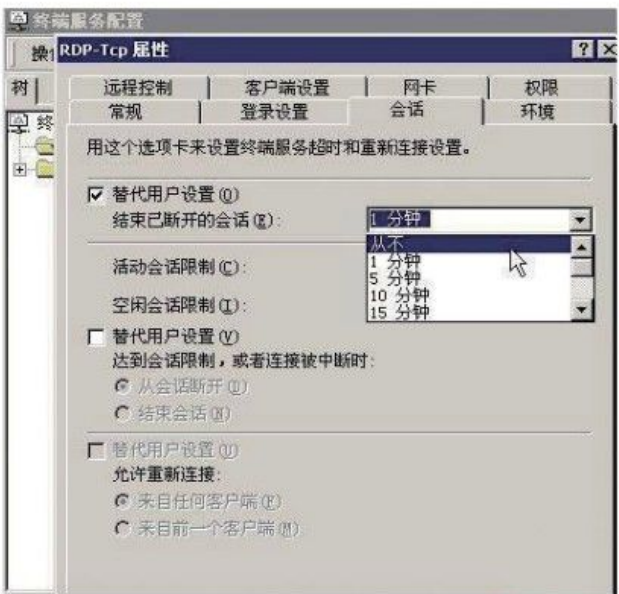 终端服务配置
操作
RDP-Tcp 属性
树
远程控制 客户端设置 网卡 权限
常规 登录设置 会话 环境
终
用这个选项卡来设置终端服务超时和重新连接设置。
替代用户设置(O)
结束已断开的会话(E): 1 分钟
从不
活动会话限制(C): 1 分钟
5 分钟
空闲会话限制(I): 10 分钟
15 分钟
替代用户设置(V)
达到会话限制，或者连接被中断时:
从会话断开(D)
结束会话(N)
替代用户设置(U)
允许重新连接:
来自任何客户端(F)
来自前一个客户端(M)